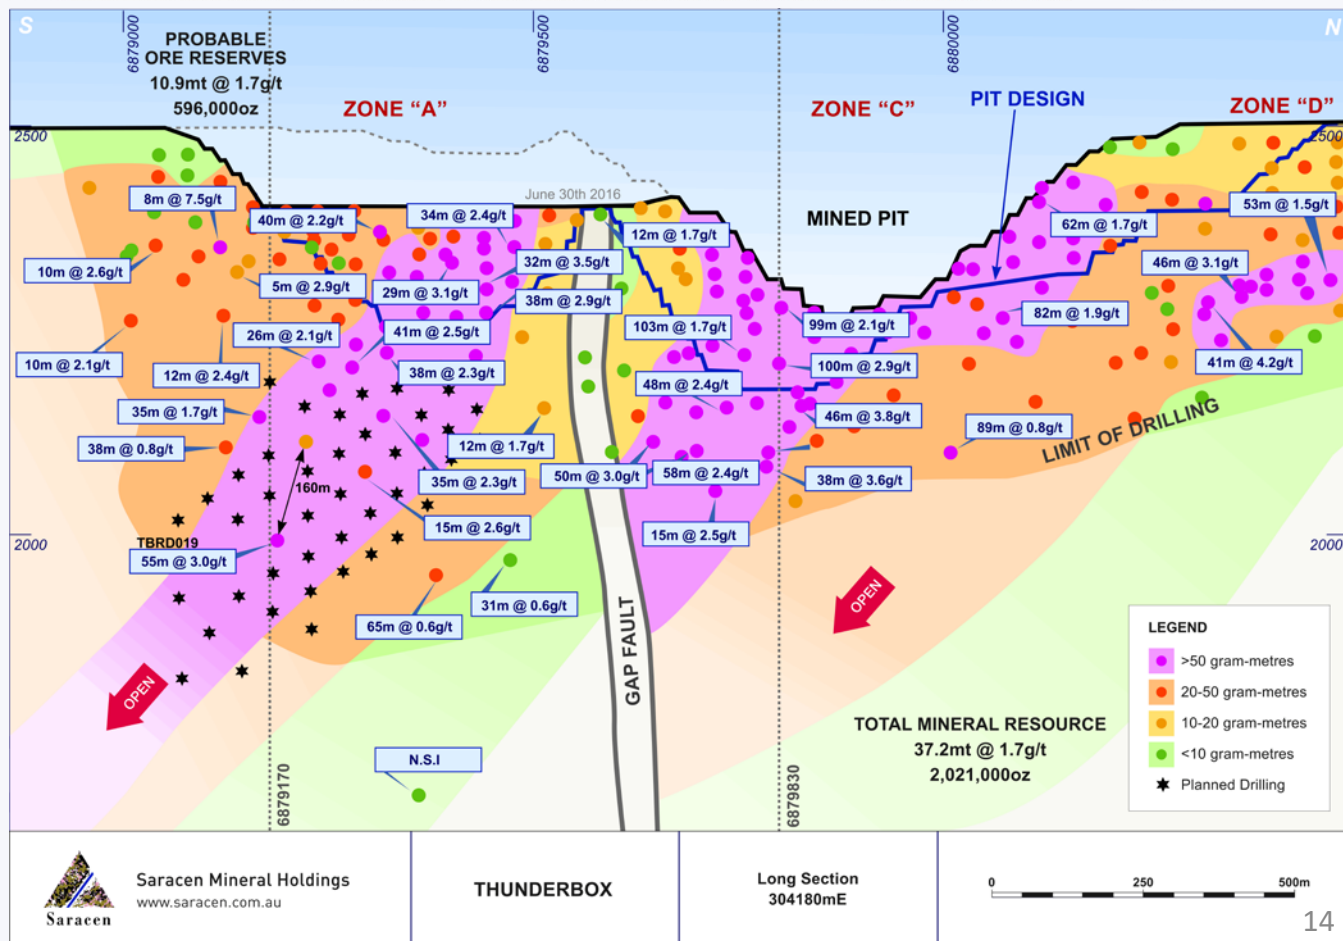 S
6879000
6879500
6880000
N
PROBABLE
ORE RESERVES
10.9mt @ 1.7g/t
596,000oz
ZONE “A”
ZONE “C”
PIT DESIGN
ZONE “D”
2500
2500
June 30th 2016
MINED PIT
8m @ 7.5g/t
40m @ 2.2g/t
34m @ 2.4g/t
12m @ 1.7g/t
62m @ 1.7g/t
53m @ 1.5g/t
10m @ 2.6g/t
5m @ 2.9g/t
29m @ 3.1g/t
32m @ 3.5g/t
38m @ 2.9g/t
46m @ 3.1g/t
26m @ 2.1g/t
41m @ 2.5g/t
103m @ 1.7g/t
99m @ 2.1g/t
82m @ 1.9g/t
10m @ 2.1g/t
12m @ 2.4g/t
38m @ 2.3g/t
48m @ 2.4g/t
100m @ 2.9g/t
41m @ 4.2g/t
35m @ 1.7g/t
46m @ 3.8g/t
38m @ 0.8g/t
12m @ 1.7g/t
89m @ 0.8g/t
LIMIT OF DRILLING
160m
35m @ 2.3g/t
50m @ 3.0g/t
58m @ 2.4g/t
38m @ 3.6g/t
15m @ 2.6g/t
15m @ 2.5g/t
2000
2000
TBRD019
55m @ 3.0g/t
31m @ 0.6g/t
65m @ 0.6g/t
OPEN
OPEN
GAP FAULT
N.S.I
6879170
6879830
TOTAL MINERAL RESOURCE
37.2mt @ 1.7g/t
2,021,000oz
LEGEND
>50 gram-metres
20-50 gram-metres
10-20 gram-metres
<10 gram-metres
Planned Drilling
Saracen
Saracen Mineral Holdings
www.saracen.com.au
THUNDERBOX
Long Section
304180mE
0 250 500m
14